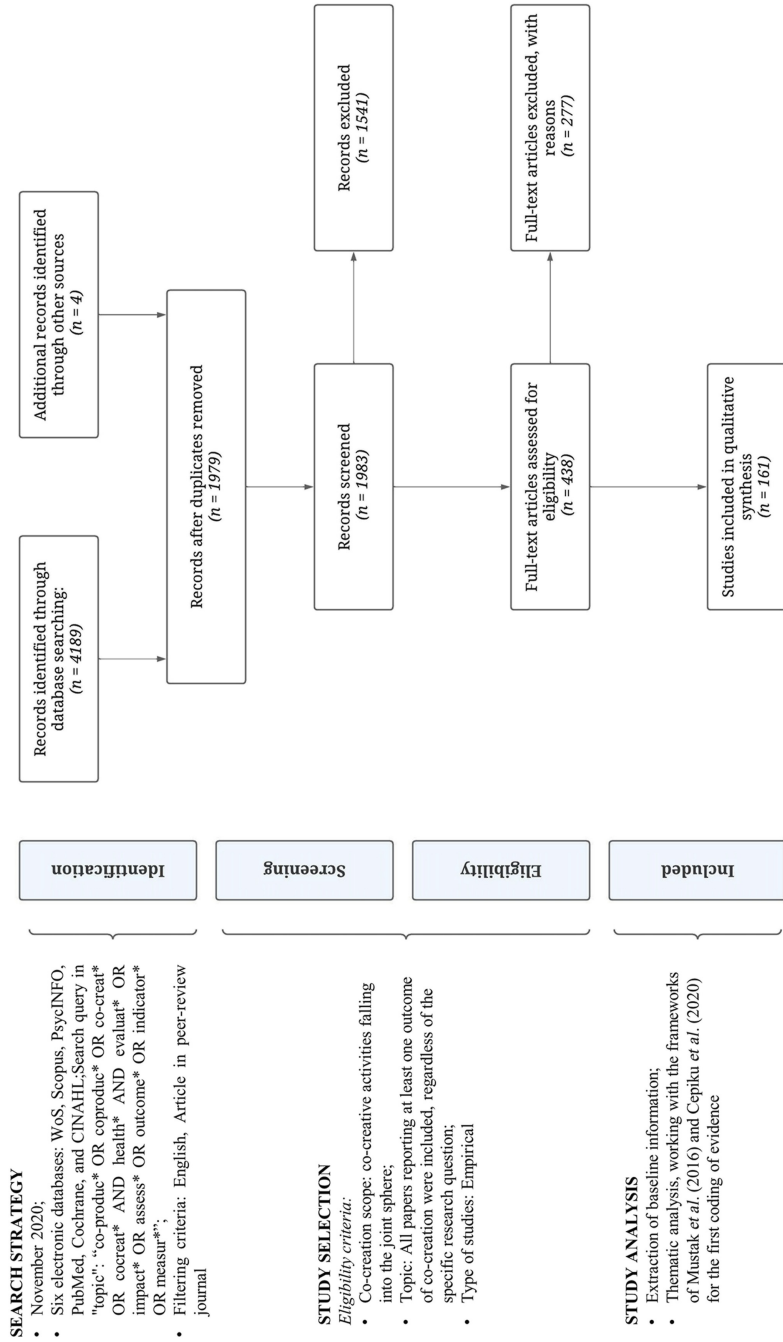 SEARCH STRATEGY
• November 2020;
• Six electronic databases: WoS, Scopus, PsycINFO,
PubMed, Cochrane, and CINAHL;Search query in
"topic": “co-produc* OR coproduc* OR co-creat*
OR cocreat* AND health* AND evaluat* OR
impact* OR assess* OR outcome* OR indicator*
OR measur*”;
• Filtering criteria: English, Article in peer-review
journal
STUDY SELECTION
Eligibility criteria:
• Co-creation scope: co-creative activities falling
into the joint sphere;
• Topic: All papers reporting at least one outcome
of co-creation were included, regardless of the
specific research question;
• Type of studies: Empirical
STUDY ANALYSIS
• Extraction of baseline information;
• Thematic analysis, working with the frameworks
of Mustak et al. (2016) and Cepiku et al. (2020)
for the first coding of evidence
Identification
Screening
Eligibility
Included
Records identified through
database searching:
(n = 4189)
Additional records identified
through other sources
(n = 4)
Records after duplicates removed
(n = 1979)
Records screened
(n = 1983)
Records excluded
(n = 1541)
Full-text articles assessed for
eligibility
(n = 438)
Full-text articles excluded, with
reasons
(n = 277)
Studies included in qualitative
synthesis
(n = 161)